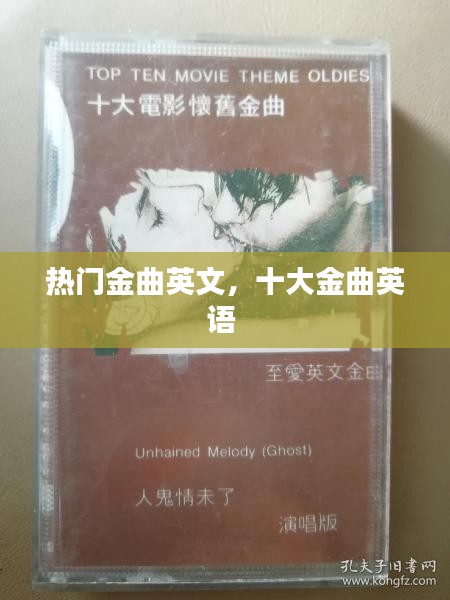 TOP TEN MOVIE THEME OLDIES
十大電影懷舊金曲
热门金曲英文，十大金曲英
语
至愛英文金曲
Unhained Melody (Ghost)
人鬼情未了
演唱版
孔夫子旧书网
www.kongfz.com